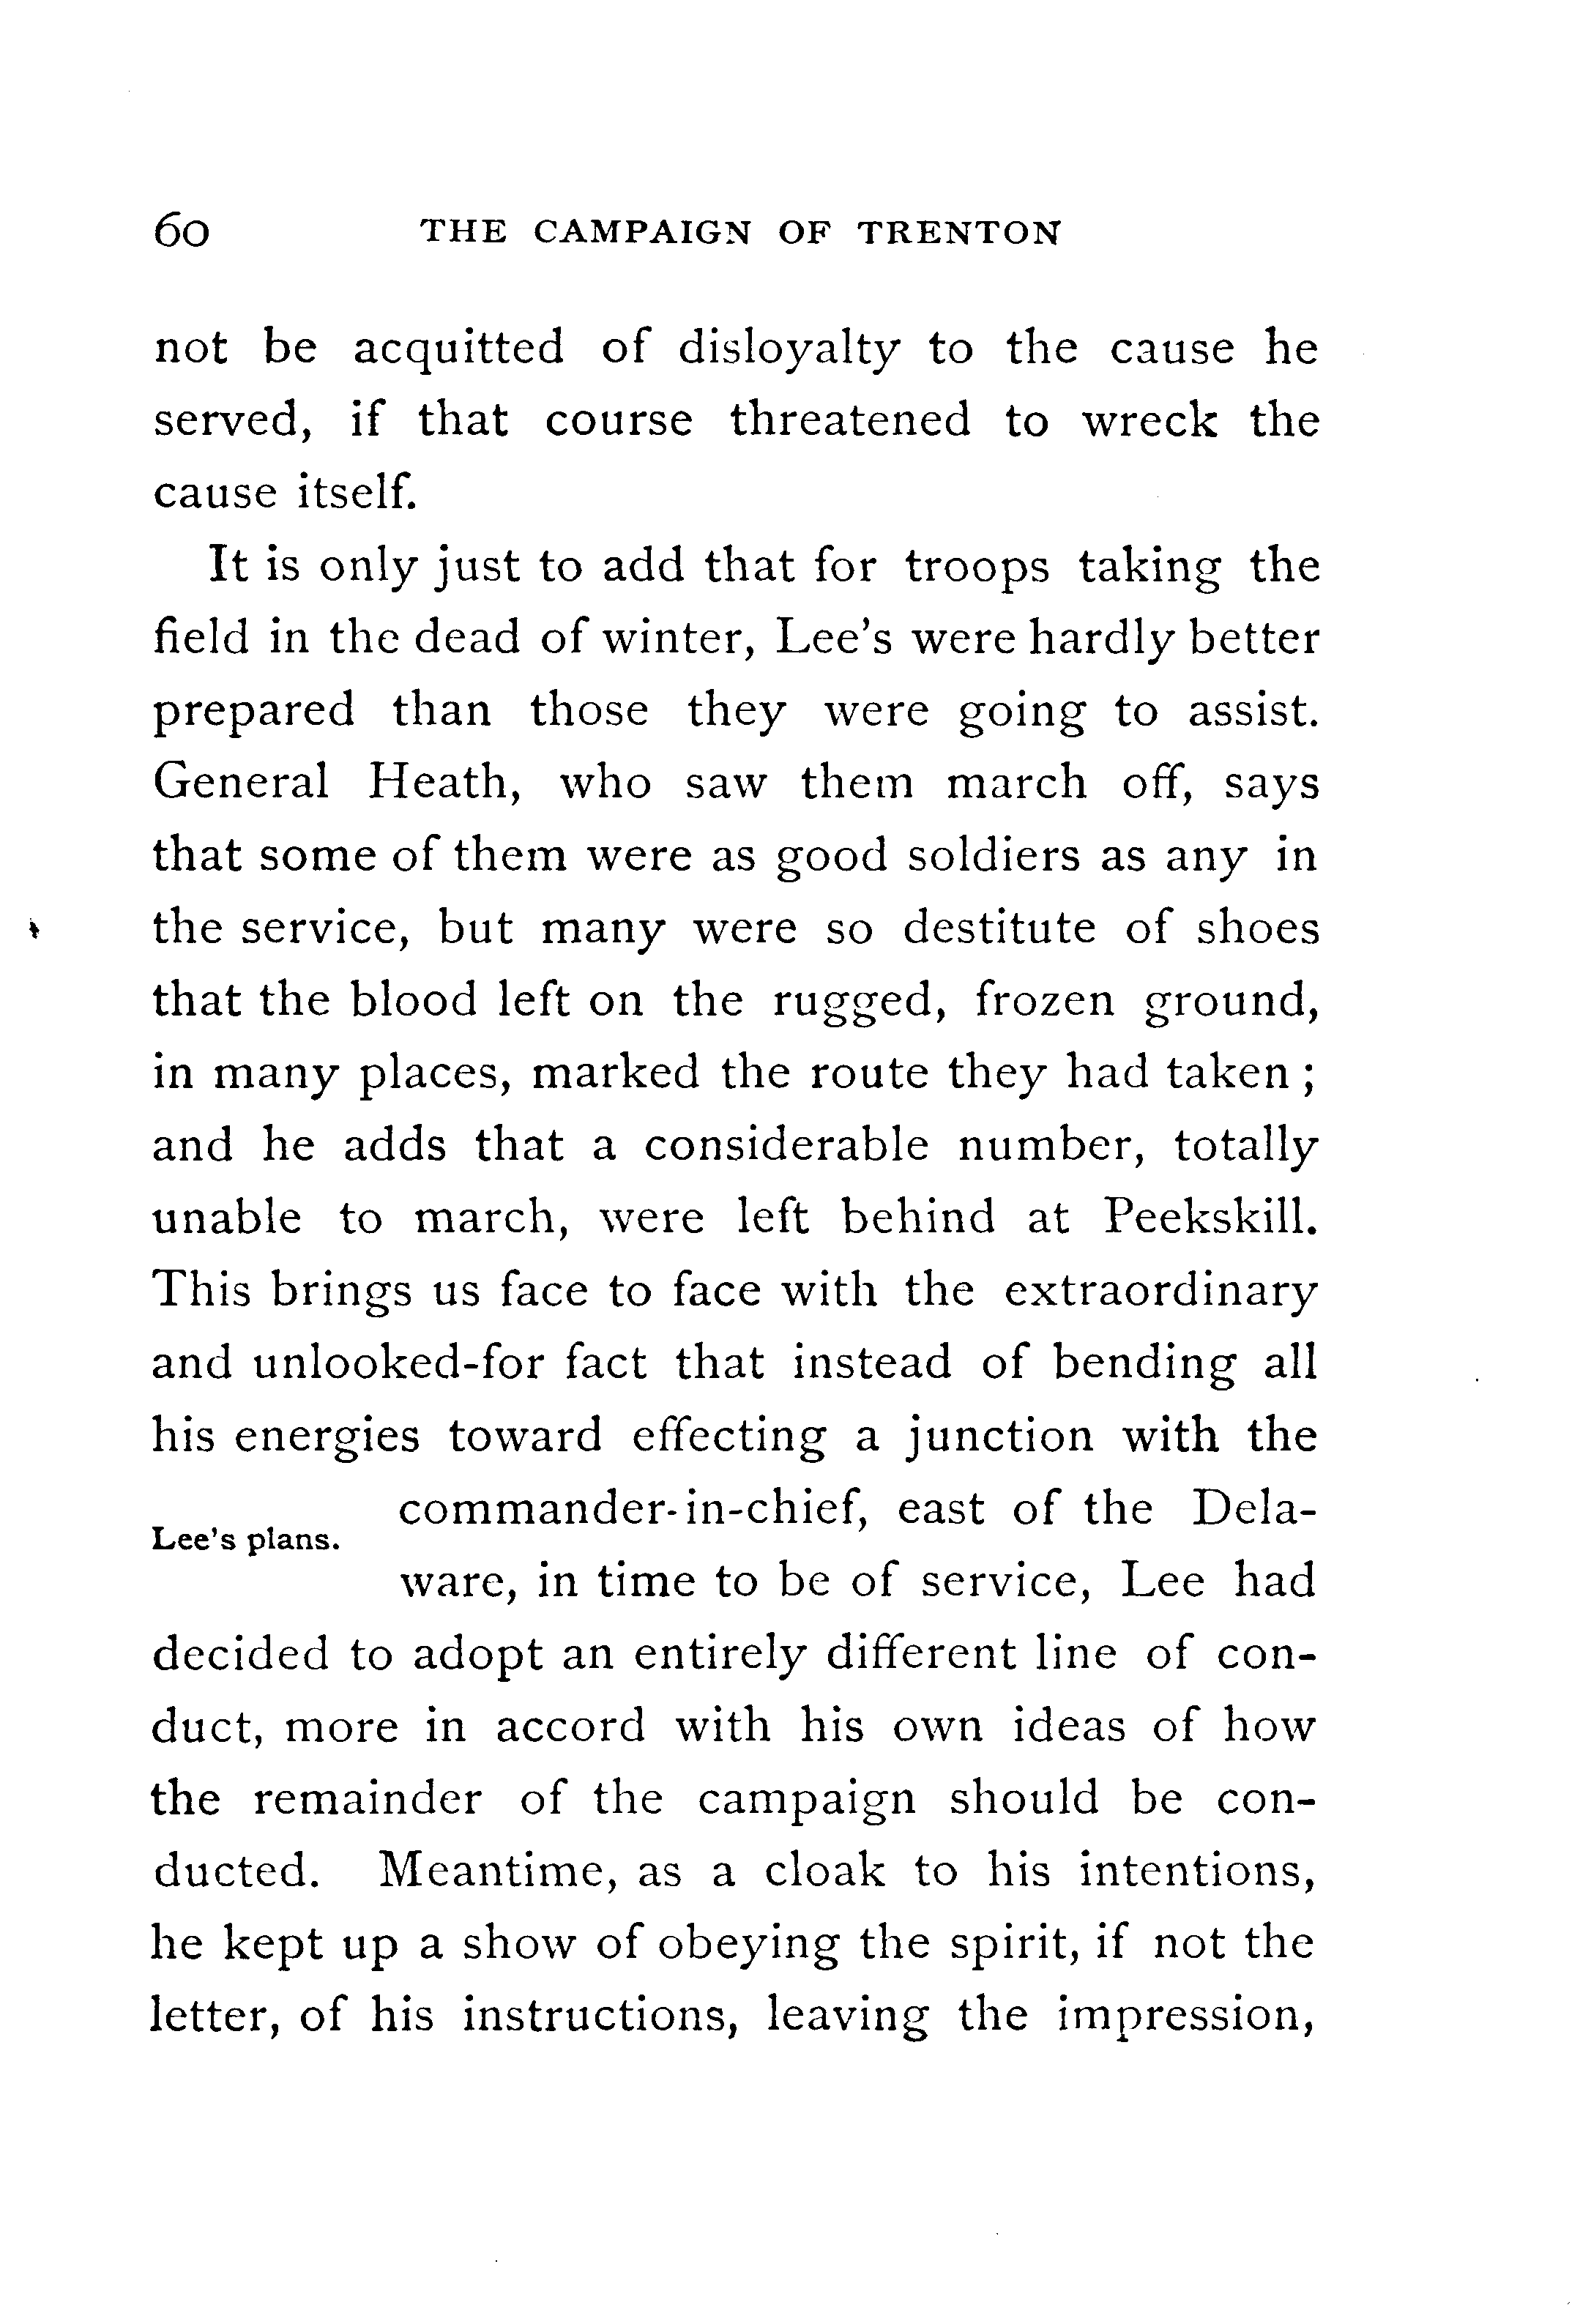 60 THE CAMPAIGN OF TRENTON
not be acquitted of disloyalty to the cause he
served, if that course threatened to wreck the
cause itself.
It is only just to add that for troops taking the
field in the dead of winter, Lee's were hardly better
prepared than those they were going to assist.
General Heath, who saw them march off, says
that some of them were as good soldiers as any in
the service, but many were so destitute of shoes
that the blood left on the rugged, frozen ground,
in many places, marked the route they had taken;
and he adds that a considerable number, totally
unable to march, were left behind at Peekskill.
This brings us face to face with the extraordinary
and unlooked-for fact that instead of bending all
his energies toward effecting a junction with the
Lee's plans.
commander-in-chief, east of the Dela-
ware, in time to be of service, Lee had
decided to adopt an entirely different line of con-
duct, more in accord with his own ideas of how
the remainder of the campaign should be con-
ducted. Meantime, as a cloak to his intentions,
he kept up a show of obeying the spirit, if not the
letter, of his instructions, leaving the impression,